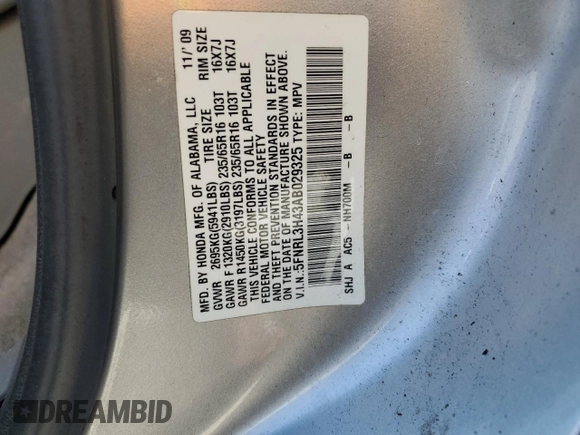 MFD. BY HONDA MFG. OF ALABAMA, LLC 11/' 09
GVWR 2695KG(5941LBS) TIRE SIZE RIM SIZE
GAWR F 1320KG(2910LBS) 235/65R16 103T 16X7J
GAWR R1450KG(3197LBS) 235/65R16 103T 16X7J
THIS VEHICLE CONFORMS TO ALL APPLICABLE
FEDERAL MOTOR VEHICLE SAFETY
AND THEFT PREVENTION STANDARDS IN EFFECT
ON THE DATE OF MANUFACTURE SHOWN ABOVE.
V.I.N.:5FNRL3H43AB029325 TYPE: MPV
SHJ A AC5 - NH700M - B - B
DREAMBID